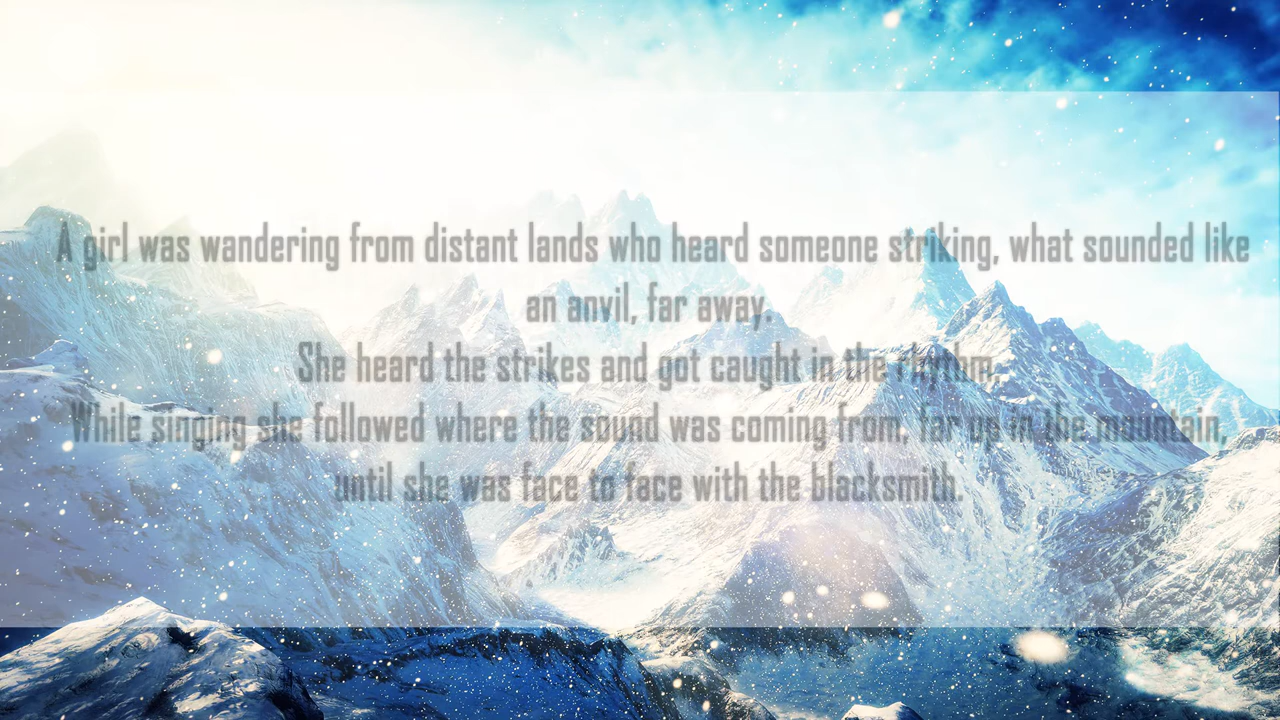 A girl was wandering from distant lands who heard someone striking, what sounded like
an anvil, far away.
She heard the strikes and got caught in the rhythm.
While singing she followed where the sound was coming from, far up in the mountain,
until she was face to face with the blacksmith.